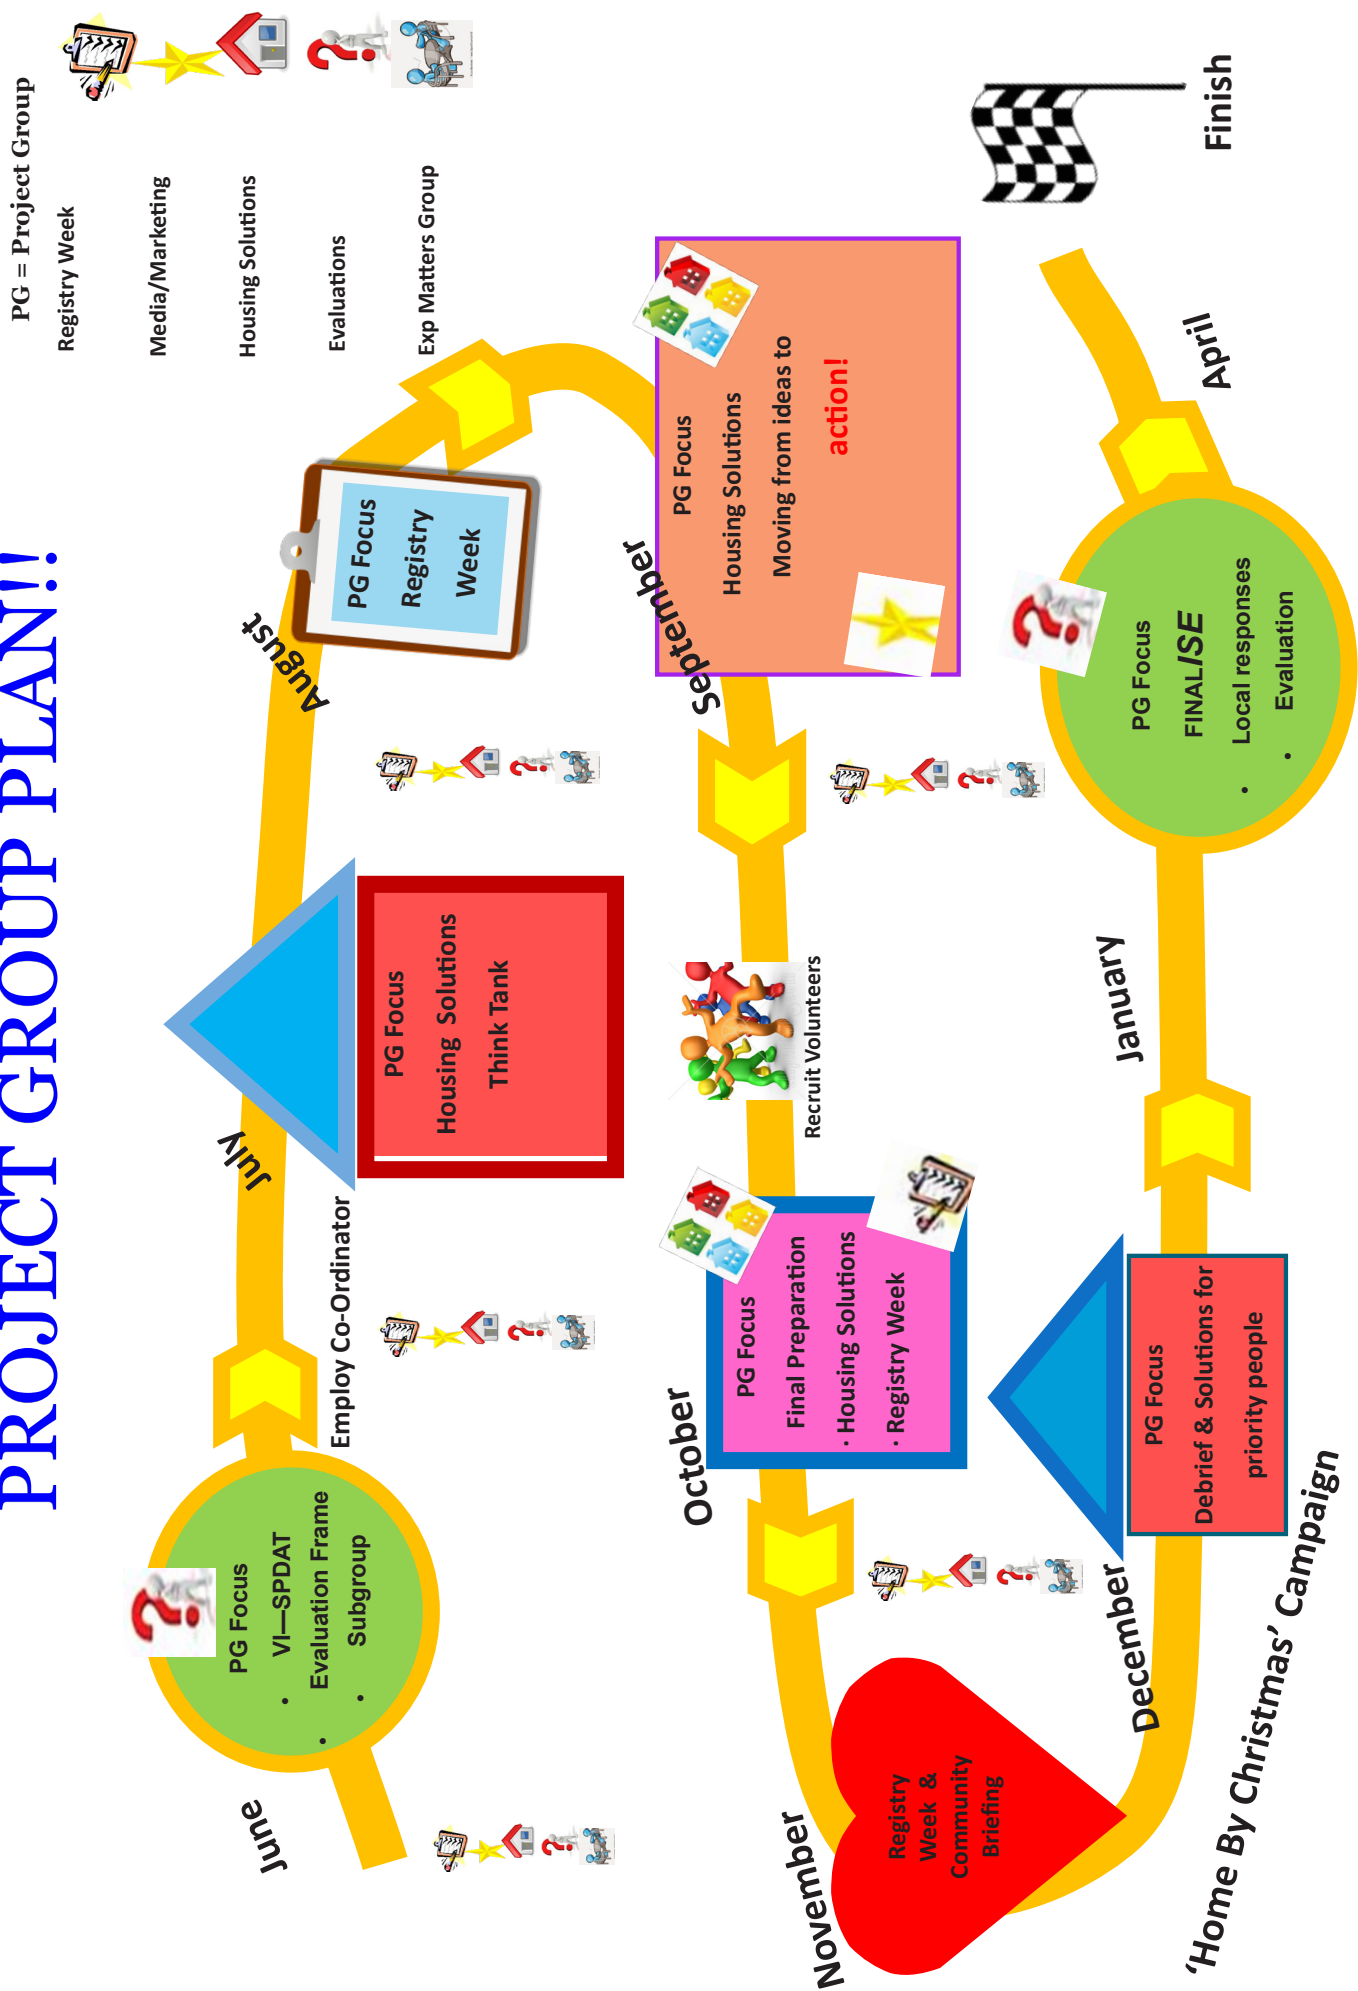 PROJECT GROUP PLAN!!
PG = Project Group
Registry Week
Media/Marketing
Housing Solutions
Evaluations
Exp Matters Group
June
PG Focus
• VI—SPDAT
• Evaluation Frame
• Subgroup
Employ Co-Ordinator
July
PG Focus
Housing Solutions
Think Tank
August
PG Focus
Registry
Week
September
PG Focus
Housing Solutions
Moving from ideas to
action!
Recruit Volunteers
October
PG Focus
Final Preparation
· Housing Solutions
· Registry Week
November
Registry
Week &
Community
Briefing
December
PG Focus
Debrief & Solutions for
priority people
‘Home By Christmas’ Campaign
January
PG Focus
FINALISE
• Local responses
• Evaluation
April
Finish